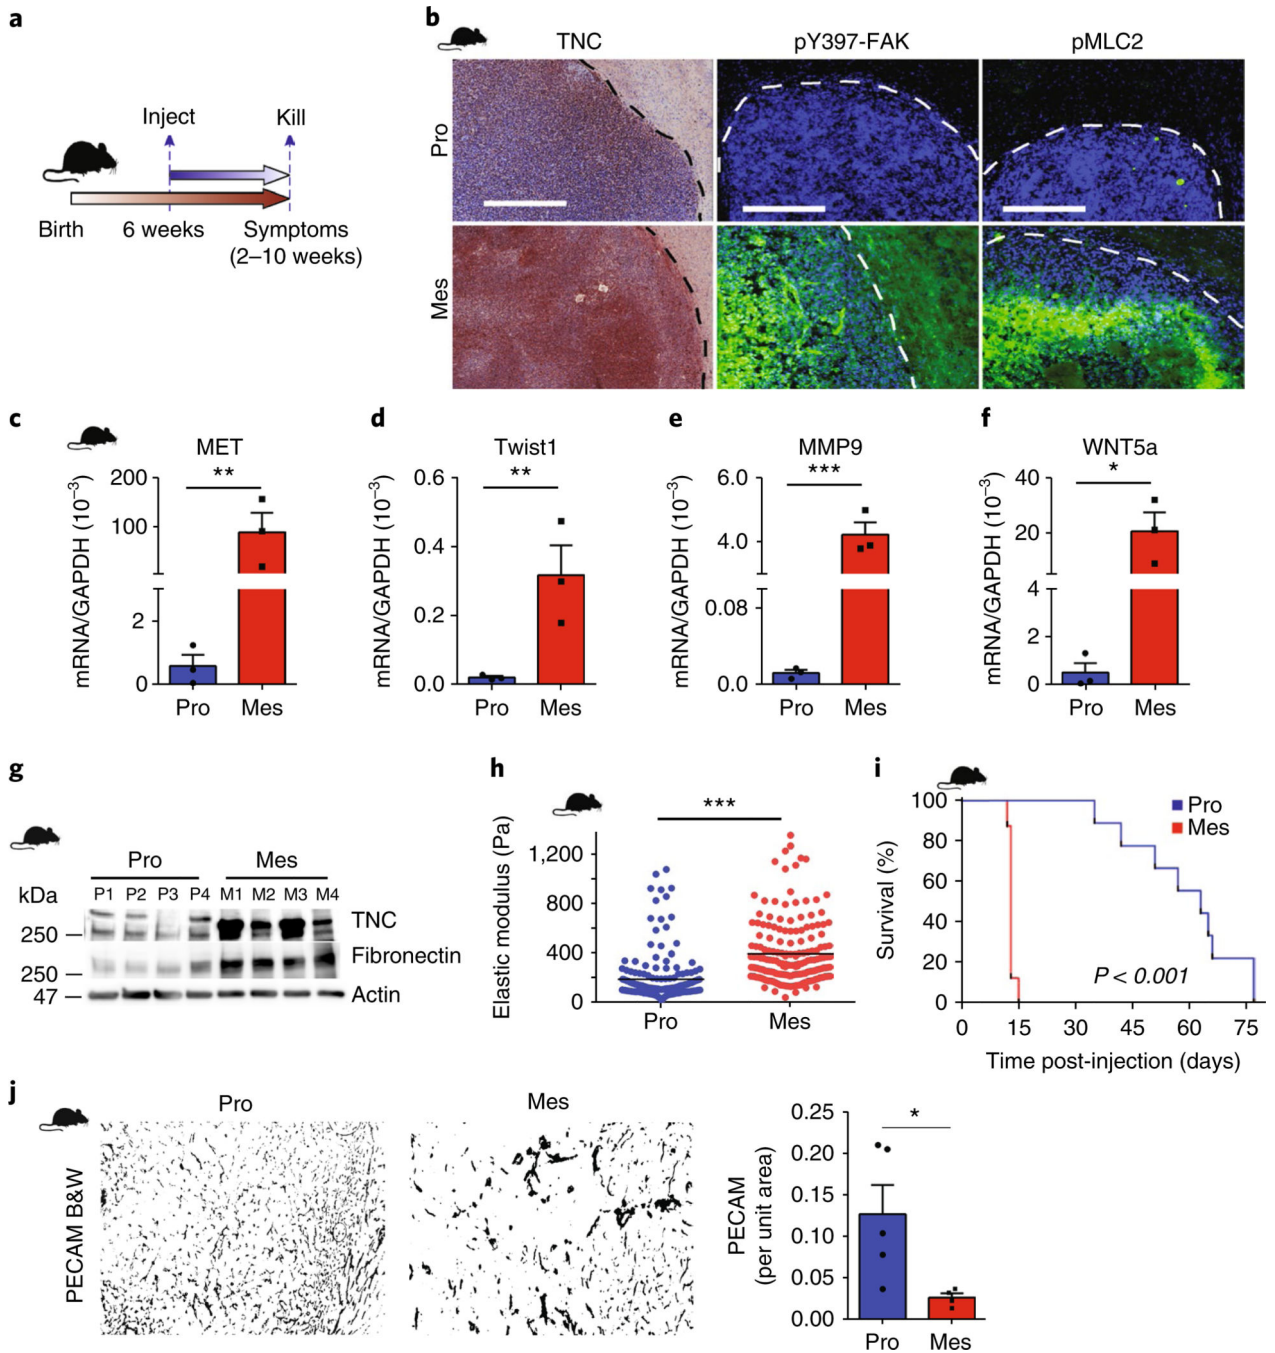 a
Inject
Kill
Birth
6 weeks
Symptoms
(2–10 weeks)
b
TNC
pY397-FAK
pMLC2
Pro
Mes
c
MET
**
mRNA/GAPDH (10⁻³)
200
100
2
0
Pro
Mes
d
Twist1
**
mRNA/GAPDH (10⁻³)
0.6
0.4
0.2
0.0
Pro
Mes
e
MMP9
***
mRNA/GAPDH (10⁻³)
6.0
4.0
0.08
0.0
Pro
Mes
f
WNT5a
*
mRNA/GAPDH (10⁻³)
40
20
4
2
0
Pro
Mes
g
Pro
Mes
kDa
P1 P2 P3 P4 M1 M2 M3 M4
TNC
250
Fibronectin
250
47
Actin
h
***
Elastic modulus (Pa)
1,200
800
400
0
Pro
Mes
i
Survival (%)
100
80
60
40
20
0
Pro
Mes
P < 0.001
0 15 30 45 60 75
Time post-injection (days)
j
Pro
Mes
PECAM B&W
PECAM
(per unit area)
*
0.25
0.20
0.15
0.10
0.05
0.00
Pro
Mes